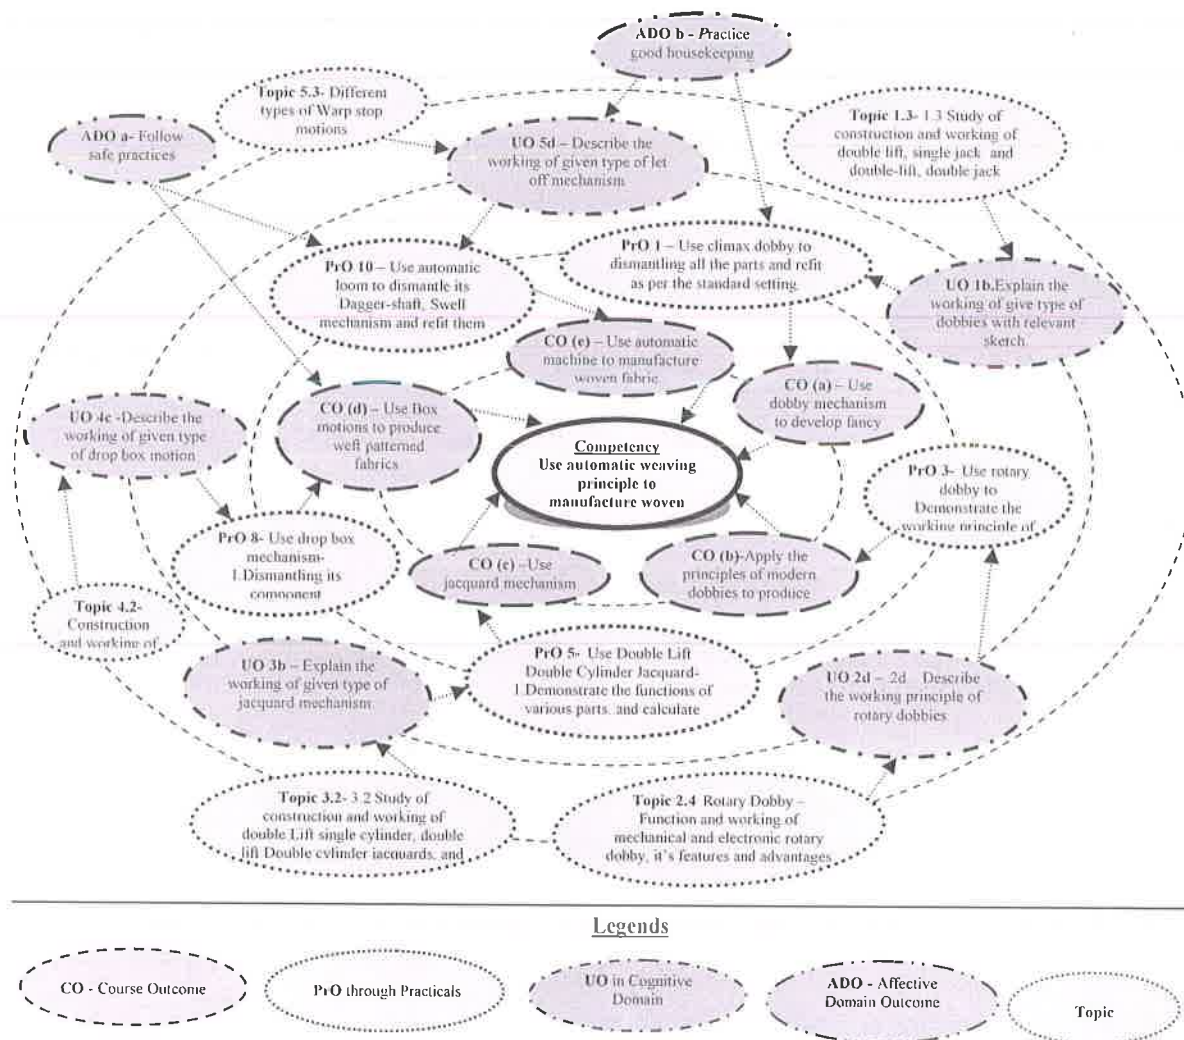 ADO b - Practice
good housekeeping
Topic 5.3- Different
types of Warp stop
motions
ADO a- Follow
safe practices
UO 5d – Describe the
working of given type of let
off mechanism
Topic 1.3- 1.3 Study of
construction and working of
double lift, single jack and
double-lift, double jack
PrO 10 – Use automatic
loom to dismantle its
Dagger-shaft, Swell
mechanism and refit them
PrO 1 – Use climax dobby to
dismantling all the parts and refit
as per the standard setting.
UO 1b.Explain the
working of give type of
dobbies with relevant
sketch.
CO (e) – Use automatic
machine to manufacture
woven fabric.
CO (a) – Use
dobby mechanism
to develop fancy
CO (d) – Use Box
motions to produce
weft patterned
fabrics
UO 4c -Describe the
working of given type
of drop box motion
Competency
Use automatic weaving
principle to
manufacture woven
PrO 3- Use rotary
dobby to
Demonstrate the
working principle of
PrO 8- Use drop box
mechanism-
1.Dismantling its
component
CO (c) –Use
jacquard mechanism
CO (b)-Apply the
principles of modern
dobbies to produce
Topic 4.2-
Construction
and working of
UO 3b – Explain the
working of given type of
jacquard mechanism.
PrO 5- Use Double Lift
Double Cylinder Jacquard-
1.Demonstrate the functions of
various parts. and calculate
UO 2d – 2d Describe
the working principle of
rotary dobbies
Topic 3.2- 3.2 Study of
construction and working of
double Lift single cylinder, double
lift Double cylinder jacquards, and
Topic 2.4 Rotary Dobby –
Function and working of
mechanical and electronic rotary
dobby, it's features and advantages
Legends
CO - Course Outcome
PrO through Practicals
UO in Cognitive
Domain
ADO - Affective
Domain Outcome
Topic